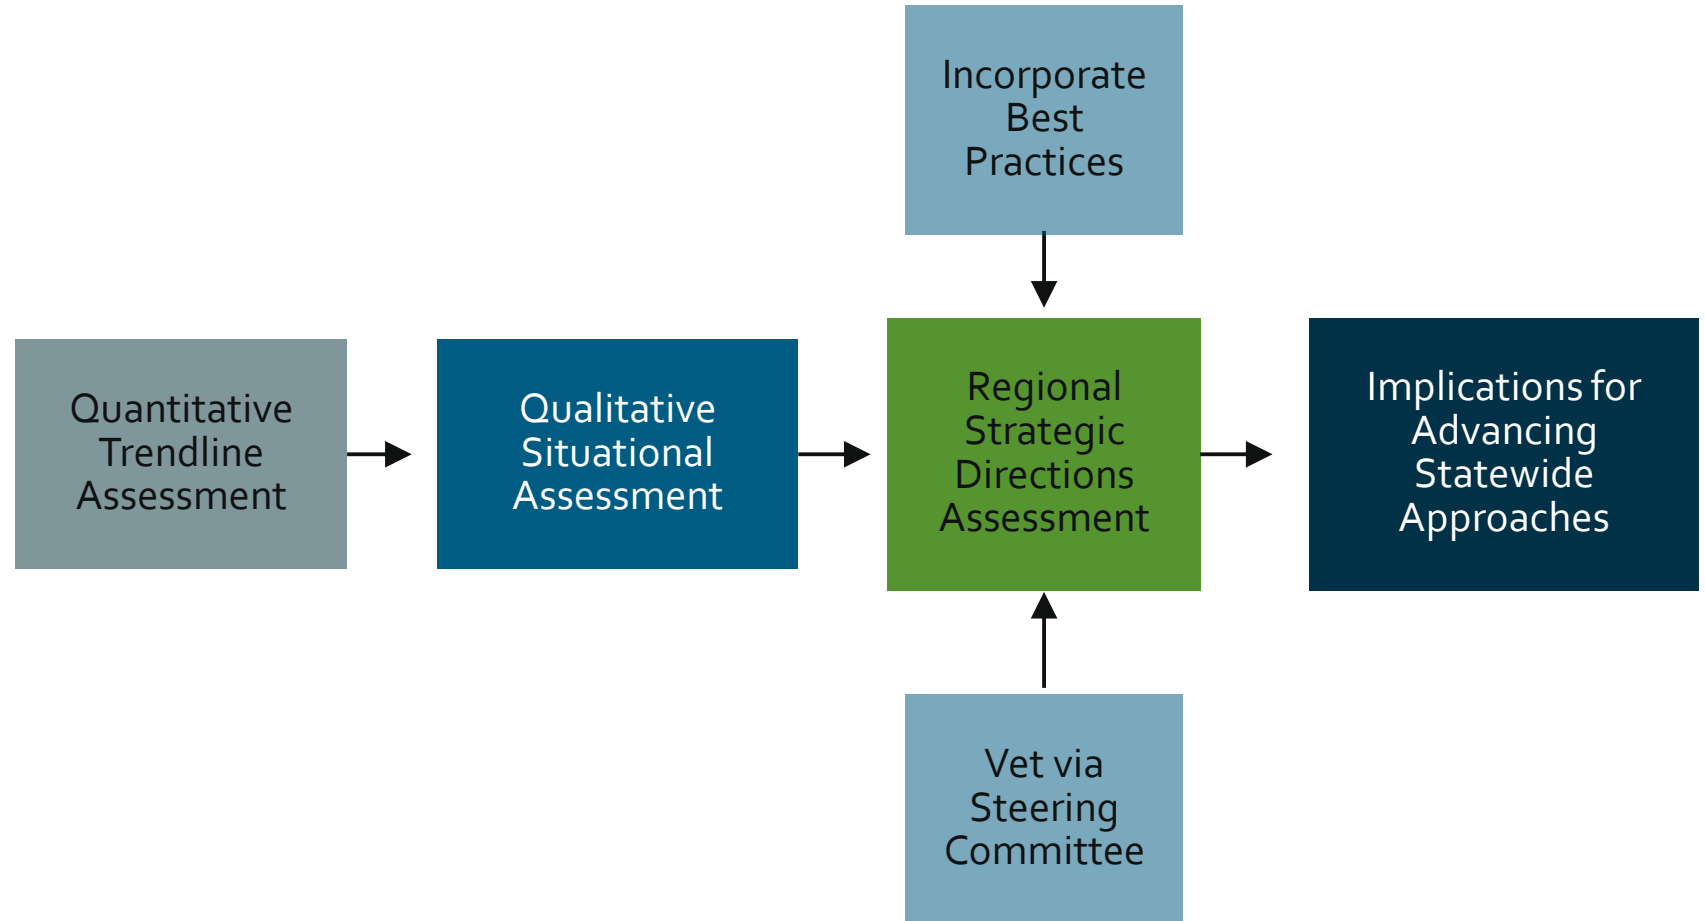 Incorporate
Best
Practices
Quantitative
Trendline
Assessment
Qualitative
Situational
Assessment
Regional
Strategic
Directions
Assessment
Implications for
Advancing
Statewide
Approaches
Vet via
Steering
Committee